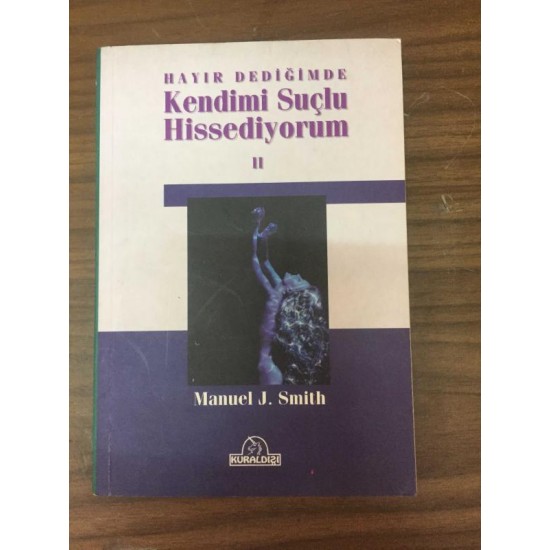 HAYIR DEDİĞİMDE
Kendimi Suçlu
Hissediyorum
II
Manuel J. Smith
KURALDIŞI